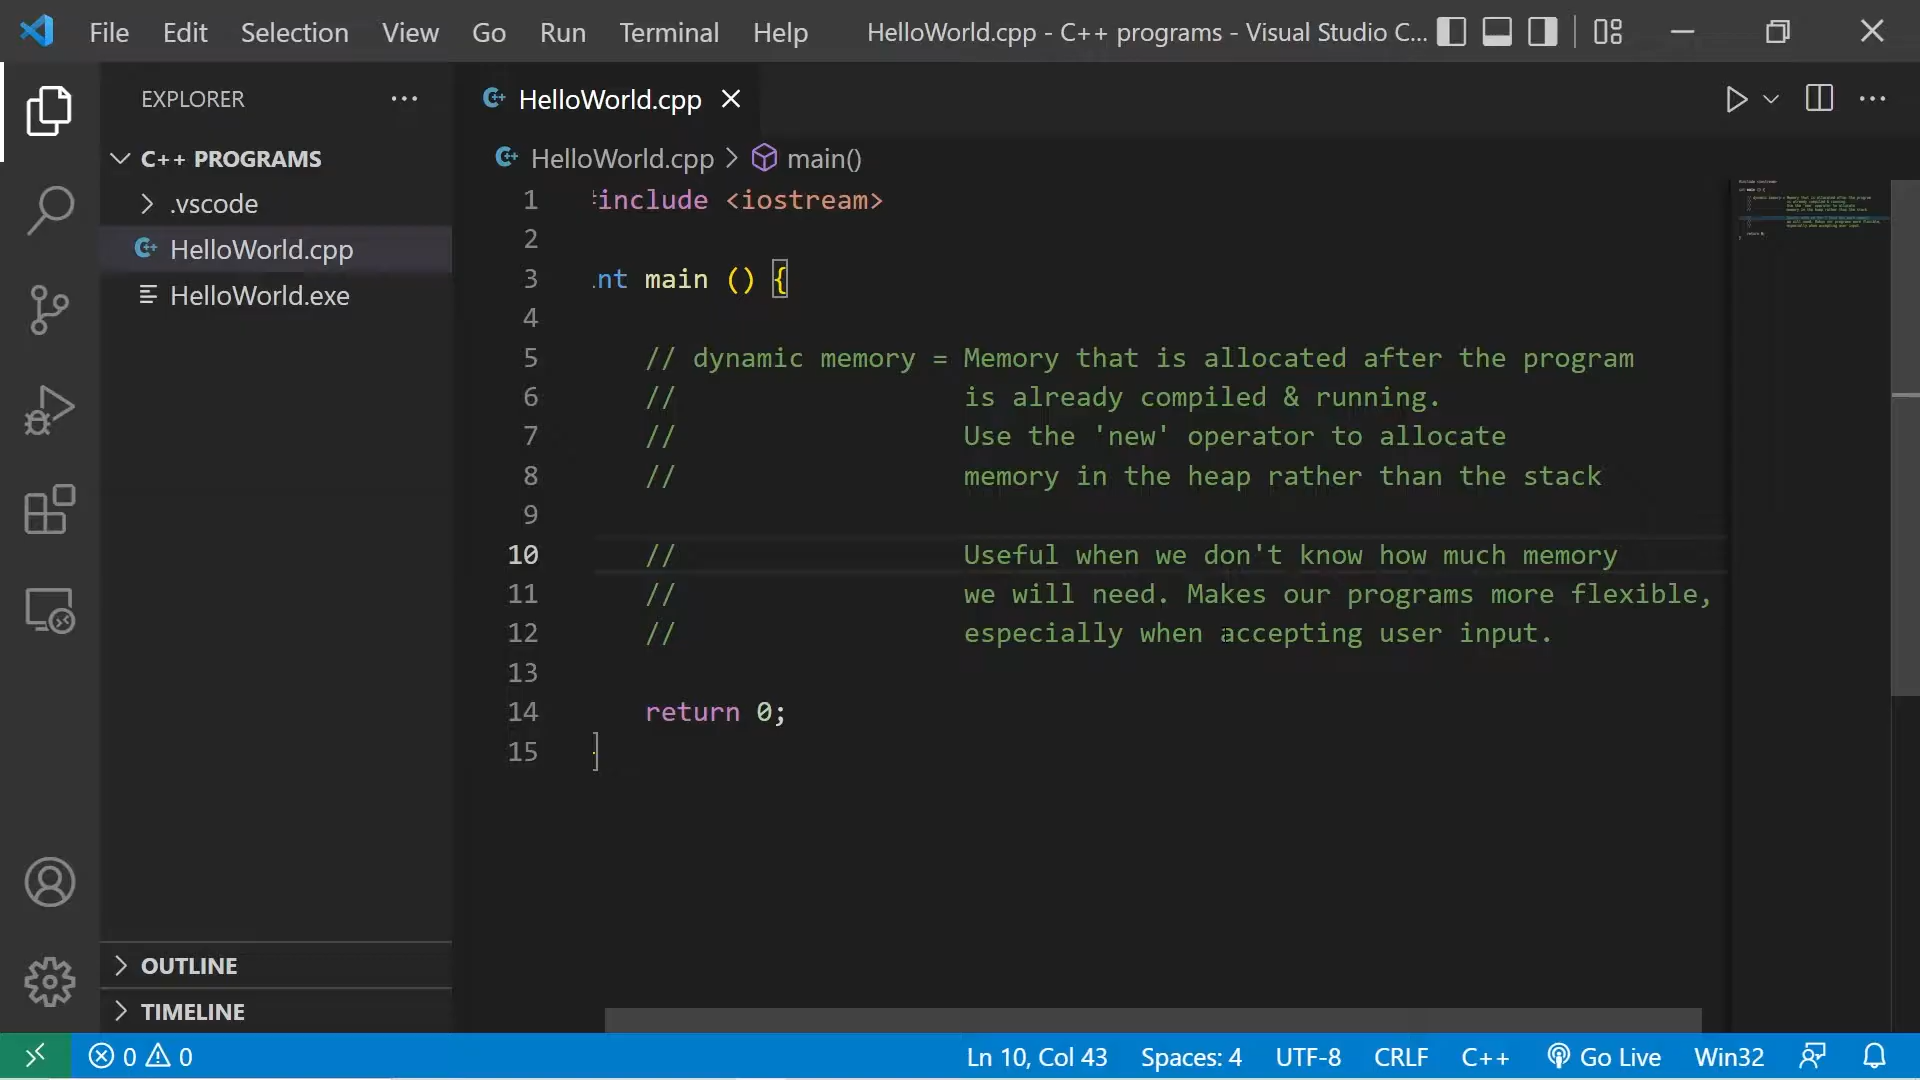 File Edit Selection View Go Run Terminal Help HelloWorld.cpp - C++ programs - Visual Studio C...
EXPLORER
C++ PROGRAMS
.vscode
HelloWorld.cpp
HelloWorld.exe
OUTLINE
TIMELINE
HelloWorld.cpp
HelloWorld.cpp > main()
1 include <iostream>
2
3 nt main () {
4
5 // dynamic memory = Memory that is allocated after the program
6 // is already compiled & running.
7 // Use the 'new' operator to allocate
8 // memory in the heap rather than the stack
9
10 // Useful when we don't know how much memory
11 // we will need. Makes our programs more flexible,
12 // especially when accepting user input.
13
14 return 0;
15
0 0 Ln 10, Col 43 Spaces: 4 UTF-8 CRLF C++ Go Live Win32